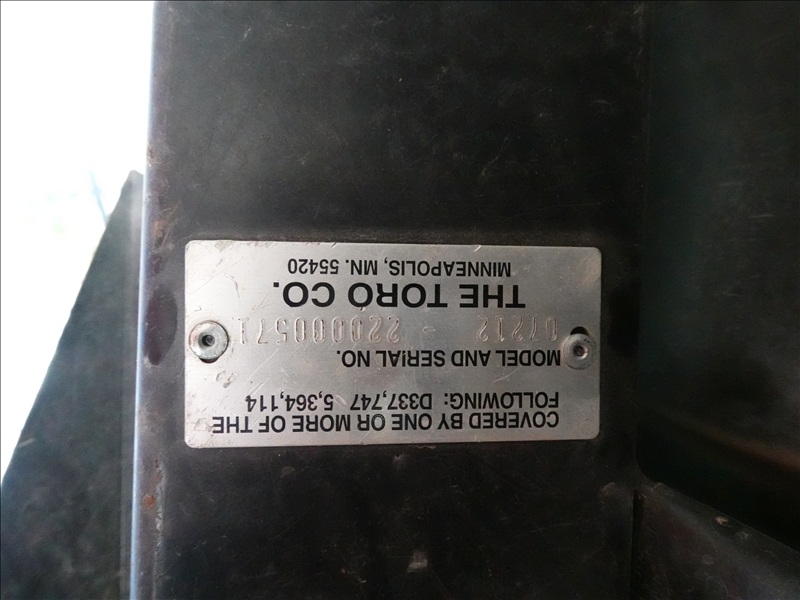 COVERED BY ONE OR MORE OF THE
FOLLOWING: D337,747 5,364,114
MODEL AND SERIAL NO.
07212 - 220000571
THE TORO CO.
MINNEAPOLIS, MN. 55420